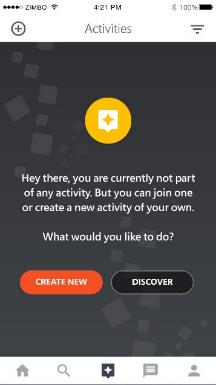 ZIMBO 4:21 PM 100%
Activities
Hey there, you are currently not part
of any activity. But you can join one
or create a new activity of your own.
What would you like to do?
CREATE NEW DISCOVER